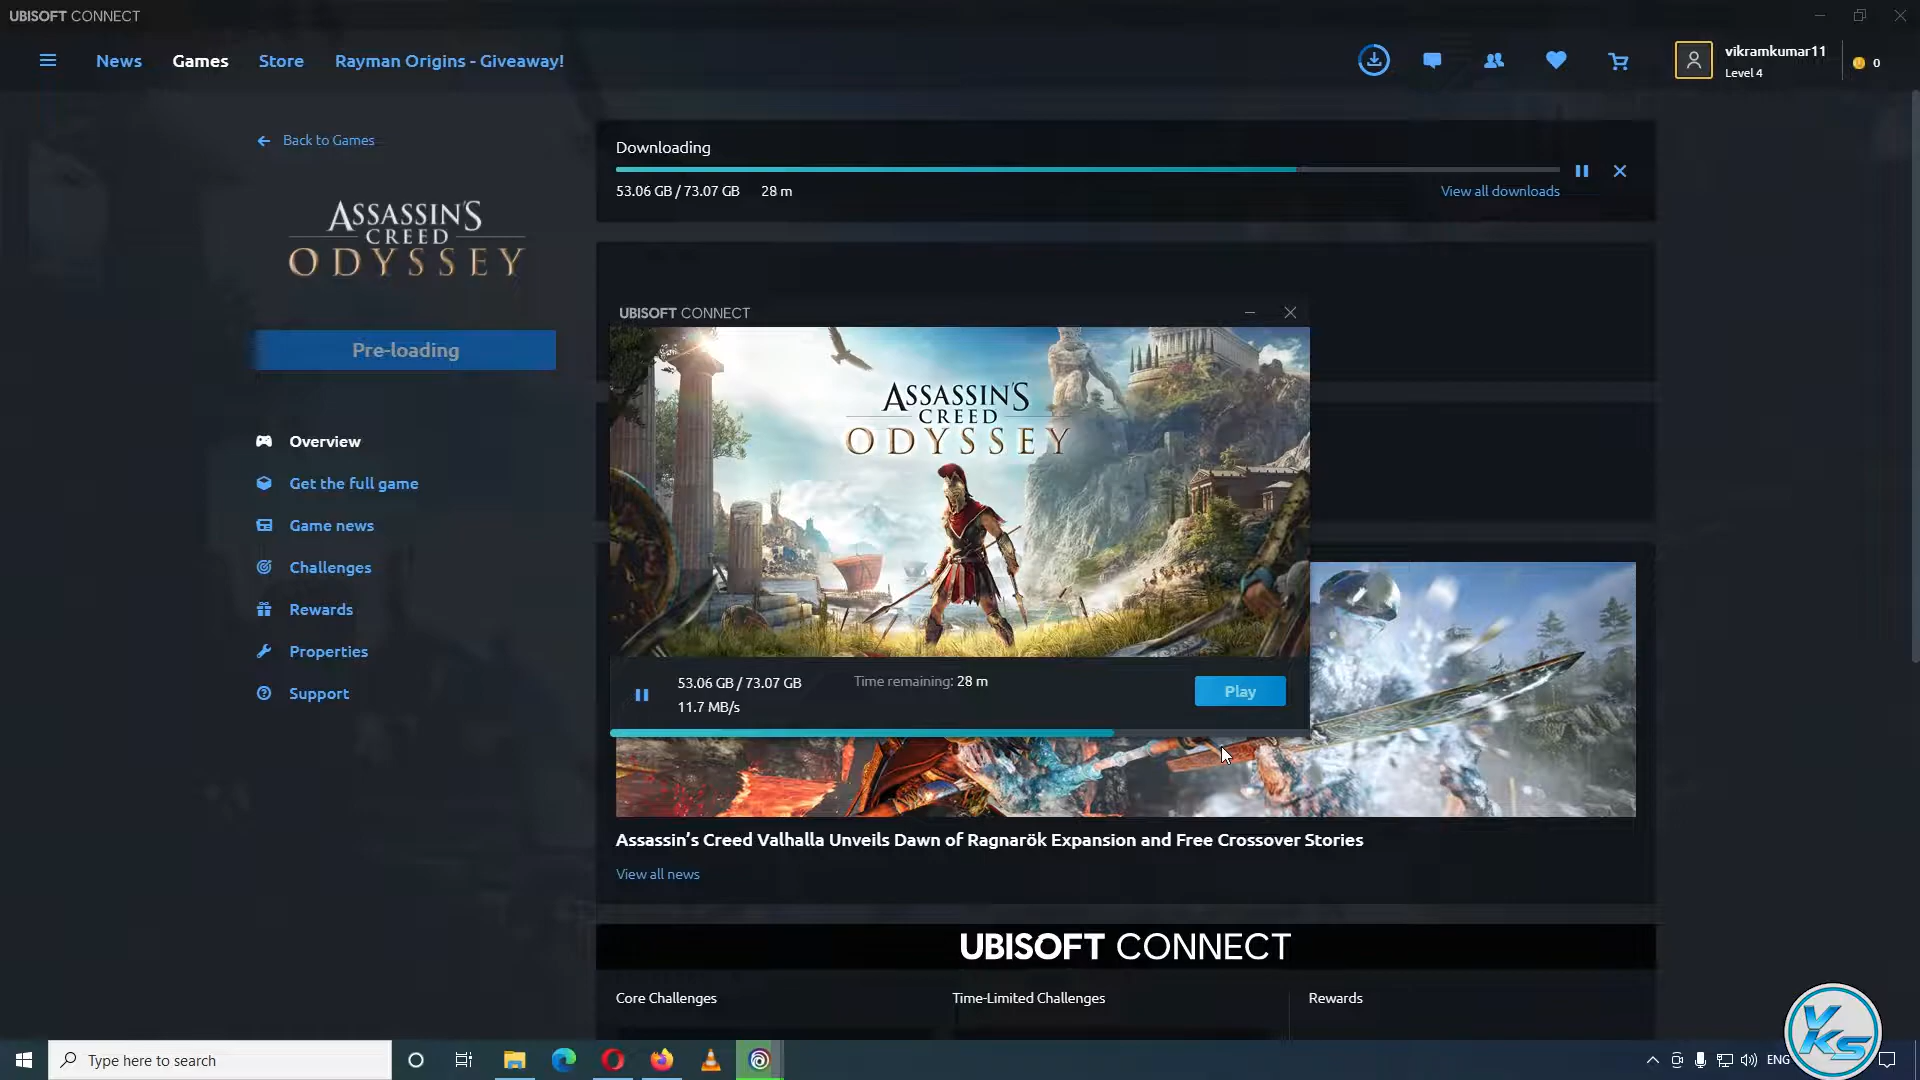 UBISOFT CONNECT
News
Games
Store
Rayman Origins - Giveaway!
vikramkumar11
Level 4
0
Back to Games
ASSASSIN'S
CREED
ODYSSEY
Pre-loading
Overview
Get the full game
Game news
Challenges
Rewards
Properties
Support
Downloading
53.06 GB / 73.07 GB
28 m
View all downloads
UBISOFT CONNECT
ASSASSIN'S
CREED
ODYSSEY
53.06 GB / 73.07 GB
Time remaining: 28 m
11.7 MB/s
Play
Assassin’s Creed Valhalla Unveils Dawn of Ragnarök Expansion and Free Crossover Stories
View all news
UBISOFT CONNECT
Core Challenges
Time-Limited Challenges
Rewards
Type here to search
ENG
VKS